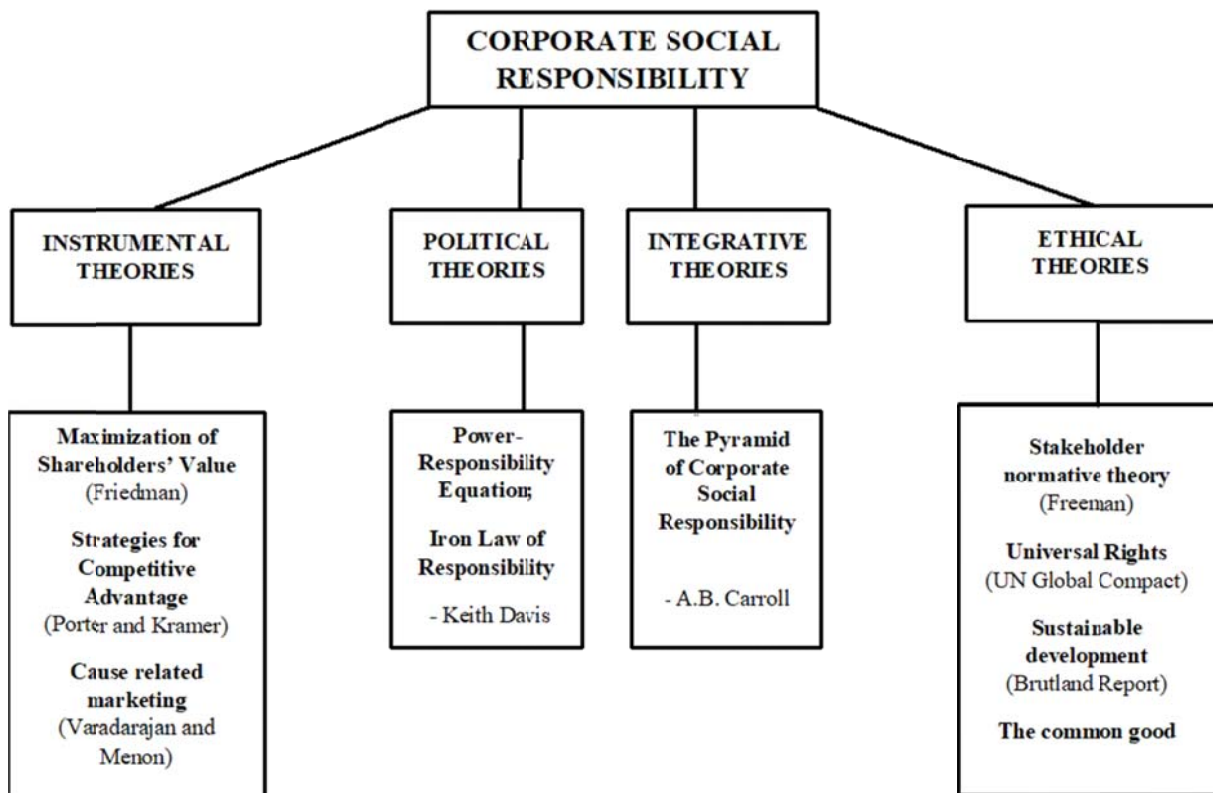 CORPORATE SOCIAL
RESPONSIBILITY
INSTRUMENTAL
THEORIES
POLITICAL
THEORIES
INTEGRATIVE
THEORIES
ETHICAL
THEORIES
Maximization of
Shareholders’ Value
(Friedman)
Strategies for
Competitive
Advantage
(Porter and Kramer)
Cause related
marketing
(Varadarajan and
Menon)
Power-
Responsibility
Equation;
Iron Law of
Responsibility
- Keith Davis
The Pyramid
of Corporate
Social
Responsibility
- A.B. Carroll
Stakeholder
normative theory
(Freeman)
Universal Rights
(UN Global Compact)
Sustainable
development
(Brutland Report)
The common good